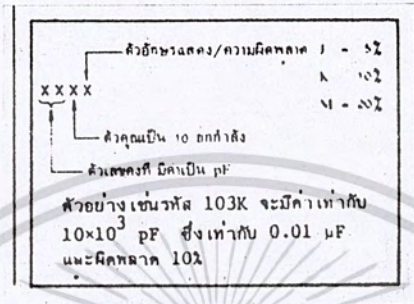 ตัวอักษรแสดง/ความผิดพลาด J - 5%
K - 10%
M - 20%
X X X X
ตัวคูณเป็น 10 ยกกำลัง
ตัวเลขคงที่ มีค่าเป็น pF
ตัวอย่าง เช่นรหัส 103K จะมีค่าเท่ากับ
10×10³ pF ซึ่งเท่ากับ 0.01 μF
และผิดพลาด 10%